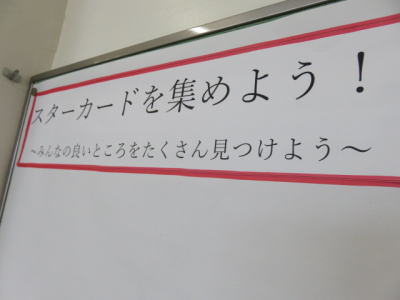 スターカードを集めよう！
～みんなの良いところをたくさん見つけよう～